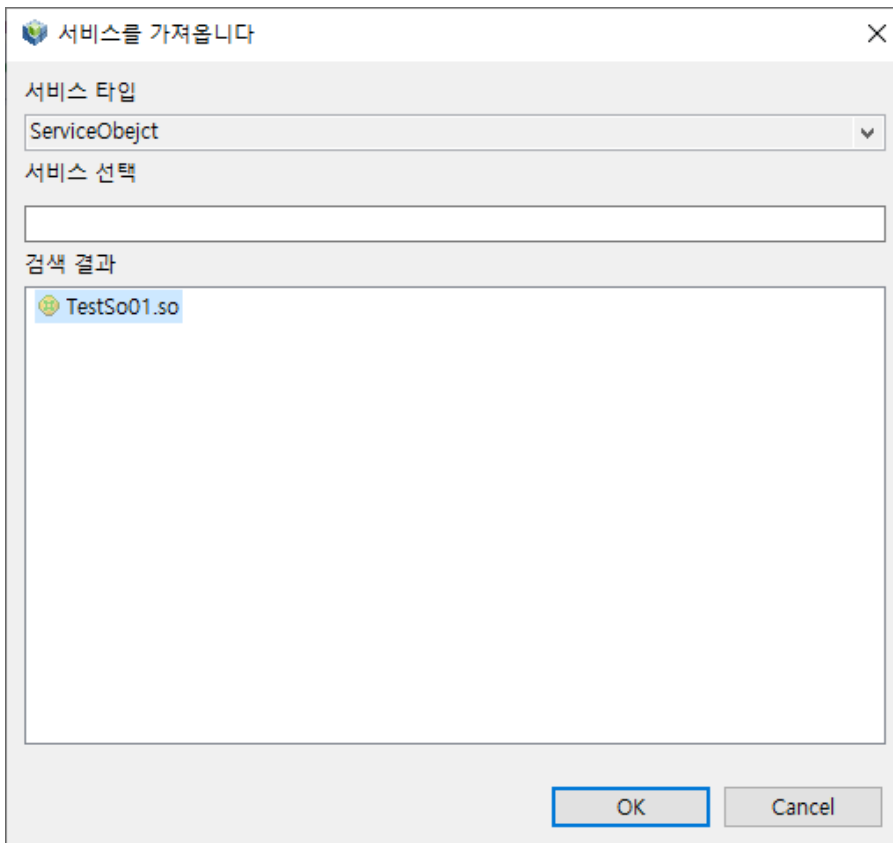 서비스를 가져옵니다
서비스 타입
ServiceObejct
서비스 선택
검색 결과
TestSo01.so
OK
Cancel